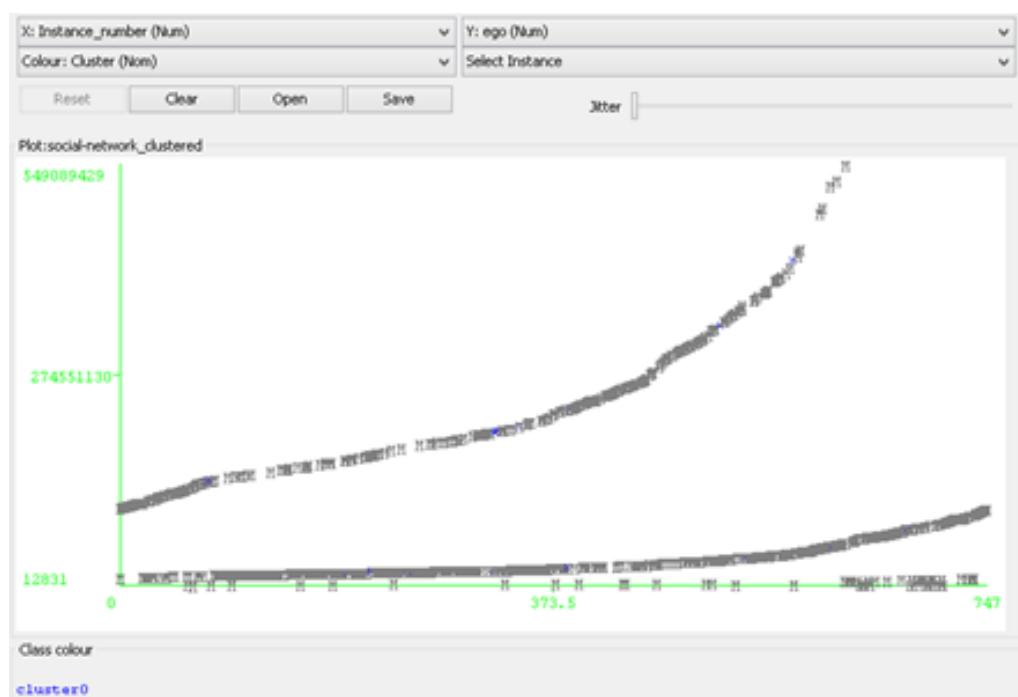 X: Instance_number (Num) Y: ego (Num)
Colour: Cluster (Nom) Select Instance
Reset Clear Open Save Jitter
Plot:social-network_clustered
549089429
274551130
12831
0 373.5 747
Class colour
cluster0